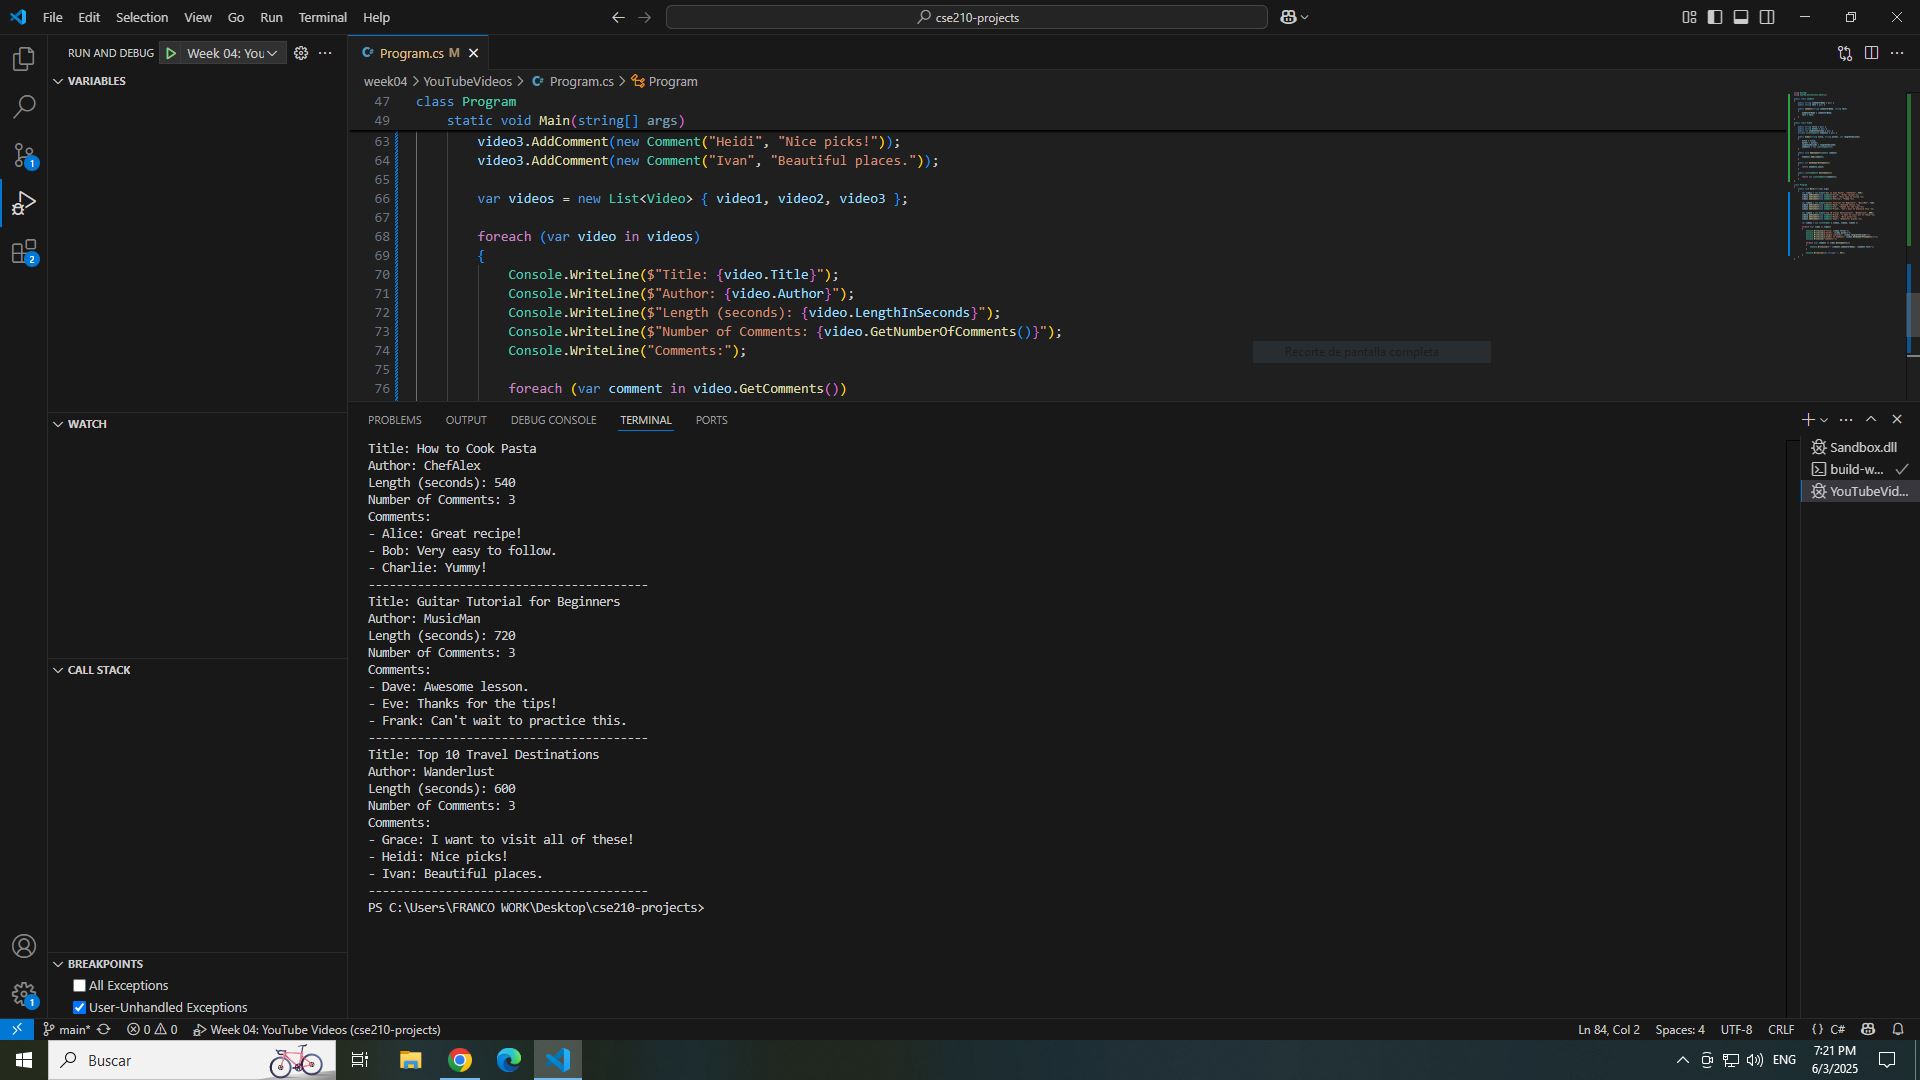 File Edit Selection View Go Run Terminal Help
cse210-projects
RUN AND DEBUG Week 04: You
Program.cs M
VARIABLES
week04 > YouTubeVideos > Program.cs > Program
47 class Program
49 static void Main(string[] args)
63 video3.AddComment(new Comment("Heidi", "Nice picks!"));
64 video3.AddComment(new Comment("Ivan", "Beautiful places."));
65
66 var videos = new List<Video> { video1, video2, video3 };
67
68 foreach (var video in videos)
69 {
70 Console.WriteLine($"Title: {video.Title}");
71 Console.WriteLine($"Author: {video.Author}");
72 Console.WriteLine($"Length (seconds): {video.LengthInSeconds}");
73 Console.WriteLine($"Number of Comments: {video.GetNumberOfComments()}");
74 Console.WriteLine("Comments:");
Recorte de pantalla completa
75
76 foreach (var comment in video.GetComments())
WATCH
CALL STACK
BREAKPOINTS
All Exceptions
User-Unhandled Exceptions
1
2
1
PROBLEMS OUTPUT DEBUG CONSOLE TERMINAL PORTS
Title: How to Cook Pasta
Author: ChefAlex
Length (seconds): 540
Number of Comments: 3
Comments:
- Alice: Great recipe!
- Bob: Very easy to follow.
- Charlie: Yummy!
----------------------------------------
Title: Guitar Tutorial for Beginners
Author: MusicMan
Length (seconds): 720
Number of Comments: 3
Comments:
- Dave: Awesome lesson.
- Eve: Thanks for the tips!
- Frank: Can't wait to practice this.
----------------------------------------
Title: Top 10 Travel Destinations
Author: Wanderlust
Length (seconds): 600
Number of Comments: 3
Comments:
- Grace: I want to visit all of these!
- Heidi: Nice picks!
- Ivan: Beautiful places.
----------------------------------------
PS C:\Users\FRANCO WORK\Desktop\cse210-projects>
Sandbox.dll
build-w...
YouTubeVid...
main* 0 0 Week 04: YouTube Videos (cse210-projects)
Ln 84, Col 2 Spaces: 4 UTF-8 CRLF {} C#
Buscar
ENG
7:21 PM
6/3/2025